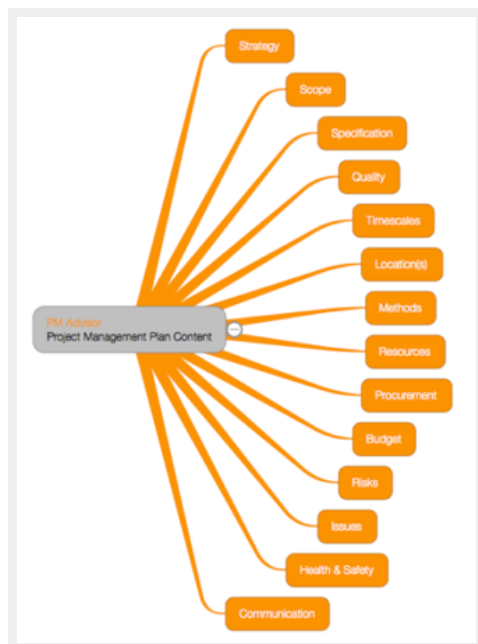 Strategy
Scope
Specification
Quality
Timescales
Location(s)
PM Advisor
Project Management Plan Content
Methods
Resources
Procurement
Budget
Risks
Issues
Health & Safety
Communication